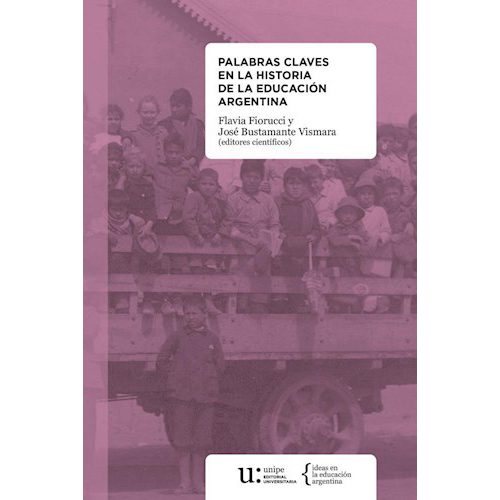 PALABRAS CLAVES
EN LA HISTORIA
DE LA EDUCACIÓN
ARGENTINA
Flavia Fiorucci y
José Bustamante Vismara
(editores científicos)
u: unipe
EDITORIAL
UNIVERSITARIA
{ideas en
la educación
argentina